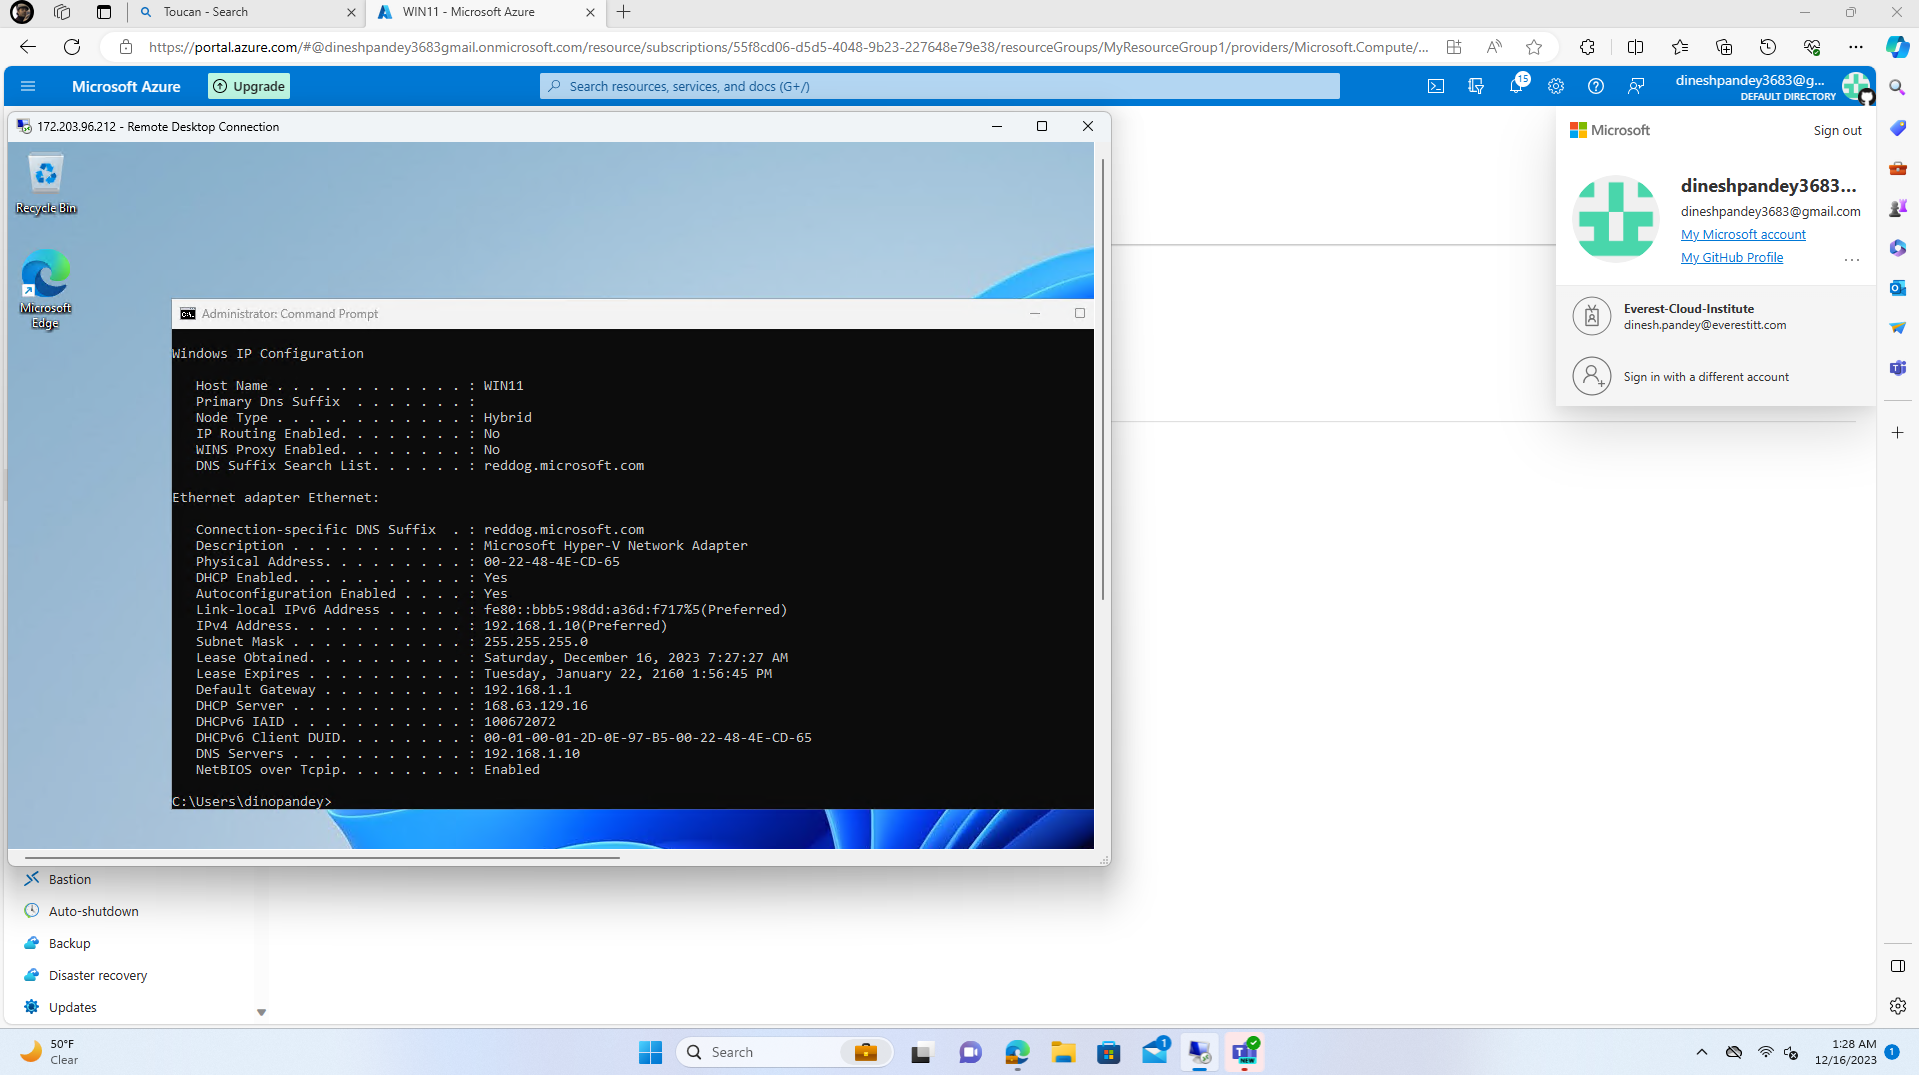 Toucan - Search
WIN11 - Microsoft Azure
https://portal.azure.com/#@dineshpandey3683gmail.onmicrosoft.com/resource/subscriptions/55f8cd06-d5d5-4048-9b23-227648e79e38/resourceGroups/MyResourceGroup1/providers/Microsoft.Compute/...
Microsoft Azure
Upgrade
Search resources, services, and docs (G+/)
15
dineshpandey3683@g...
DEFAULT DIRECTORY
172.203.96.212 - Remote Desktop Connection
Microsoft
Sign out
dineshpandey3683...
dineshpandey3683@gmail.com
My Microsoft account
My GitHub Profile
...
Everest-Cloud-Institute
dinesh.pandey@everestitt.com
Sign in with a different account
Recycle Bin
Microsoft
Edge
Administrator: Command Prompt
Windows IP Configuration
Host Name . . . . . . . . . . . . : WIN11
Primary Dns Suffix  . . . . . . . :
Node Type . . . . . . . . . . . . : Hybrid
IP Routing Enabled. . . . . . . . : No
WINS Proxy Enabled. . . . . . . . : No
DNS Suffix Search List. . . . . . : reddog.microsoft.com
Ethernet adapter Ethernet:
Connection-specific DNS Suffix  . : reddog.microsoft.com
Description . . . . . . . . . . . : Microsoft Hyper-V Network Adapter
Physical Address. . . . . . . . . : 00-22-48-4E-CD-65
DHCP Enabled. . . . . . . . . . . : Yes
Autoconfiguration Enabled . . . . : Yes
Link-local IPv6 Address . . . . . : fe80::bbb5:98dd:a36d:f717%5(Preferred)
IPv4 Address. . . . . . . . . . . : 192.168.1.10(Preferred)
Subnet Mask . . . . . . . . . . . : 255.255.255.0
Lease Obtained. . . . . . . . . . : Saturday, December 16, 2023 7:27:27 AM
Lease Expires . . . . . . . . . . : Tuesday, January 22, 2160 1:56:45 PM
Default Gateway . . . . . . . . . : 192.168.1.1
DHCP Server . . . . . . . . . . . : 168.63.129.16
DHCPv6 IAID . . . . . . . . . . . : 100672072
DHCPv6 Client DUID. . . . . . . . : 00-01-00-01-2D-0E-97-B5-00-22-48-4E-CD-65
DNS Servers . . . . . . . . . . . : 192.168.1.10
NetBIOS over Tcpip. . . . . . . . : Enabled
C:\Users\dinopandey>
Bastion
Auto-shutdown
Backup
Disaster recovery
Updates
50°F
Clear
Search
1
NEW
1:28 AM
12/16/2023
1